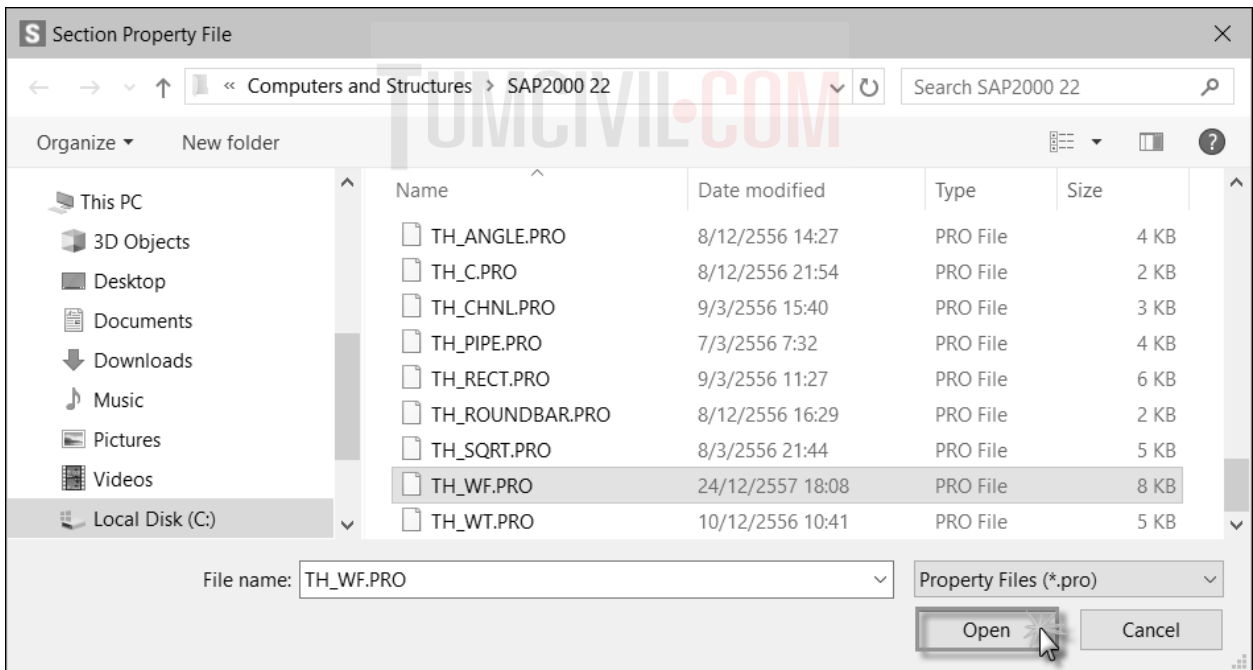 S Section Property File
« Computers and Structures > SAP2000 22 Search SAP2000 22
TUMCIVIL.COM
Organize New folder ?
Name Date modified Type Size
This PC
3D Objects
Desktop
Documents
Downloads
Music
Pictures
Videos
Local Disk (C:)
TH_ANGLE.PRO 8/12/2556 14:27 PRO File 4 KB
TH_C.PRO 8/12/2556 21:54 PRO File 2 KB
TH_CHNL.PRO 9/3/2556 15:40 PRO File 3 KB
TH_PIPE.PRO 7/3/2556 7:32 PRO File 4 KB
TH_RECT.PRO 9/3/2556 11:27 PRO File 6 KB
TH_ROUNDBAR.PRO 8/12/2556 16:29 PRO File 2 KB
TH_SQRT.PRO 8/3/2556 21:44 PRO File 5 KB
TH_WF.PRO 24/12/2557 18:08 PRO File 8 KB
TH_WT.PRO 10/12/2556 10:41 PRO File 5 KB
File name: TH_WF.PRO Property Files (*.pro)
Open Cancel